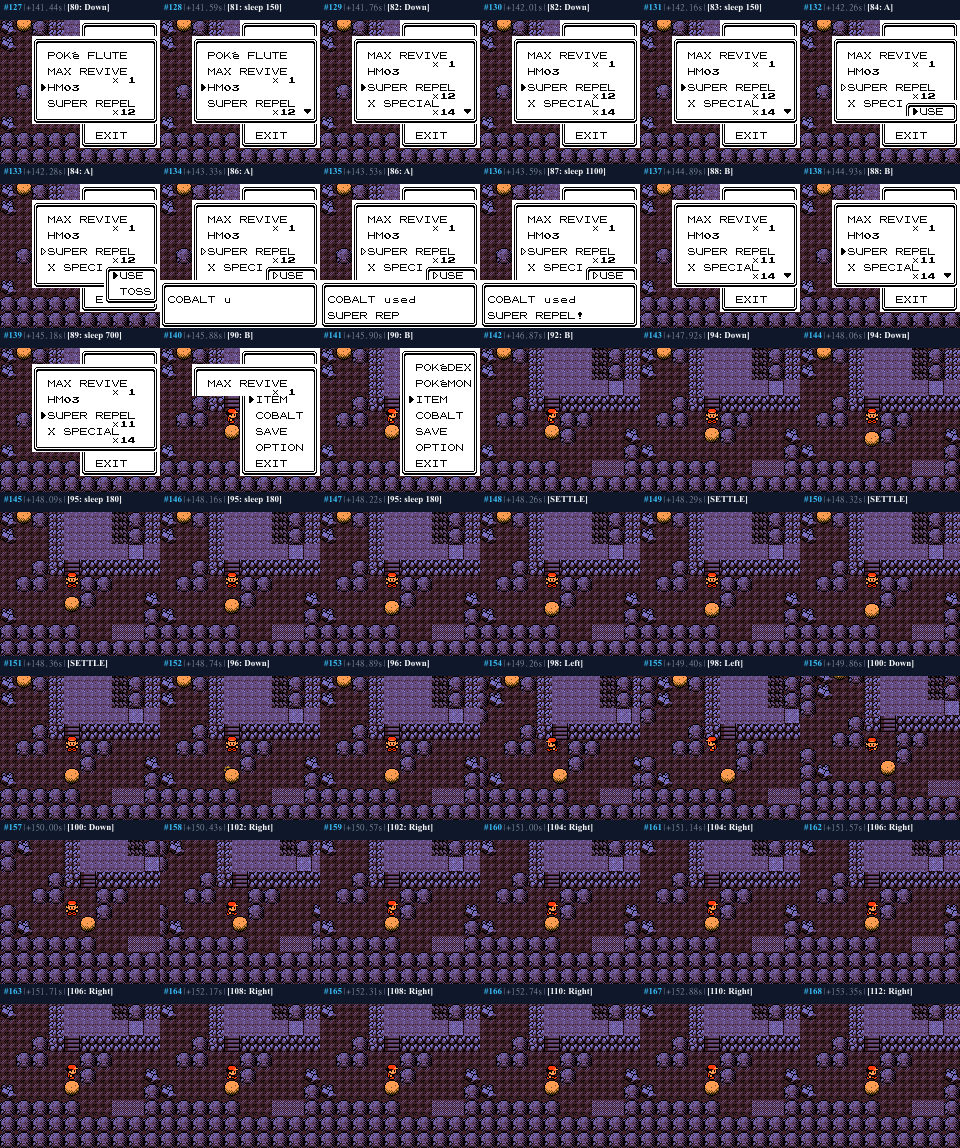 #127|+141.44s| [80: Down] #128|+141.59s| [81: sleep 150] #129|+141.76s| [82: Down] #130|+142.01s| [82: Down] #131|+142.16s| [83: sleep 150] #132|+142.26s| [84: A]
POKé FLUTE
MAX REVIVE
× 1
▶HM03
SUPER REPEL
×12
EXIT
POKé FLUTE
MAX REVIVE
× 1
▶HM03
SUPER REPEL
×12 ▼
EXIT
MAX REVIVE
× 1
HM03
▶SUPER REPEL
×12
X SPECIAL
×14 ▼
EXIT
MAX REVIVE
× 1
HM03
▶SUPER REPEL
×12
X SPECIAL
×14
EXIT
MAX REVIVE
× 1
HM03
▶SUPER REPEL
×12
X SPECIAL
×14 ▼
EXIT
MAX REVIVE
× 1
HM03
▷SUPER REPEL
×12
X SPECI
▶USE
EXIT
#133|+142.28s| [84: A] #134|+143.33s| [86: A] #135|+143.53s| [86: A] #136|+143.59s| [87: sleep 1100] #137|+144.89s| [88: B] #138|+144.93s| [88: B]
MAX REVIVE
× 1
HM03
▷SUPER REPEL
×12
X SPECI
▶USE
TOSS
E
MAX REVIVE
× 1
HM03
▷SUPER REPEL
×12
X SPECI
▷USE
COBALT u
MAX REVIVE
× 1
HM03
▷SUPER REPEL
×12
X SPECI
▷USE
COBALT used
SUPER REP
MAX REVIVE
× 1
HM03
▷SUPER REPEL
×12
X SPECI
▷USE
COBALT used
SUPER REPEL!
MAX REVIVE
× 1
HM03
SUPER REPEL
×11
X SPECIAL
×14 ▼
EXIT
MAX REVIVE
× 1
HM03
▶SUPER REPEL
×11
X SPECIAL
×14 ▼
EXIT
#139|+145.18s| [89: sleep 700] #140|+145.88s| [90: B] #141|+145.90s| [90: B] #142|+146.87s| [92: B] #143|+147.92s| [94: Down] #144|+148.06s| [94: Down]
MAX REVIVE
× 1
HM03
▶SUPER REPEL
×11
X SPECIAL
×14
EXIT
MAX REVIVE
× 1
▶ITEM
COBALT
SAVE
OPTION
EXIT
POKéDEX
POKéMON
▶ITEM
COBALT
SAVE
OPTION
EXIT
#145|+148.09s| [95: sleep 180] #146|+148.16s| [95: sleep 180] #147|+148.22s| [95: sleep 180] #148|+148.26s| [SETTLE] #149|+148.29s| [SETTLE] #150|+148.32s| [SETTLE]
#151|+148.36s| [SETTLE] #152|+148.74s| [96: Down] #153|+148.89s| [96: Down] #154|+149.26s| [98: Left] #155|+149.40s| [98: Left] #156|+149.86s| [100: Down]
#157|+150.00s| [100: Down] #158|+150.43s| [102: Right] #159|+150.57s| [102: Right] #160|+151.00s| [104: Right] #161|+151.14s| [104: Right] #162|+151.57s| [106: Right]
#163|+151.71s| [106: Right] #164|+152.17s| [108: Right] #165|+152.31s| [108: Right] #166|+152.74s| [110: Right] #167|+152.88s| [110: Right] #168|+153.35s| [112: Right]